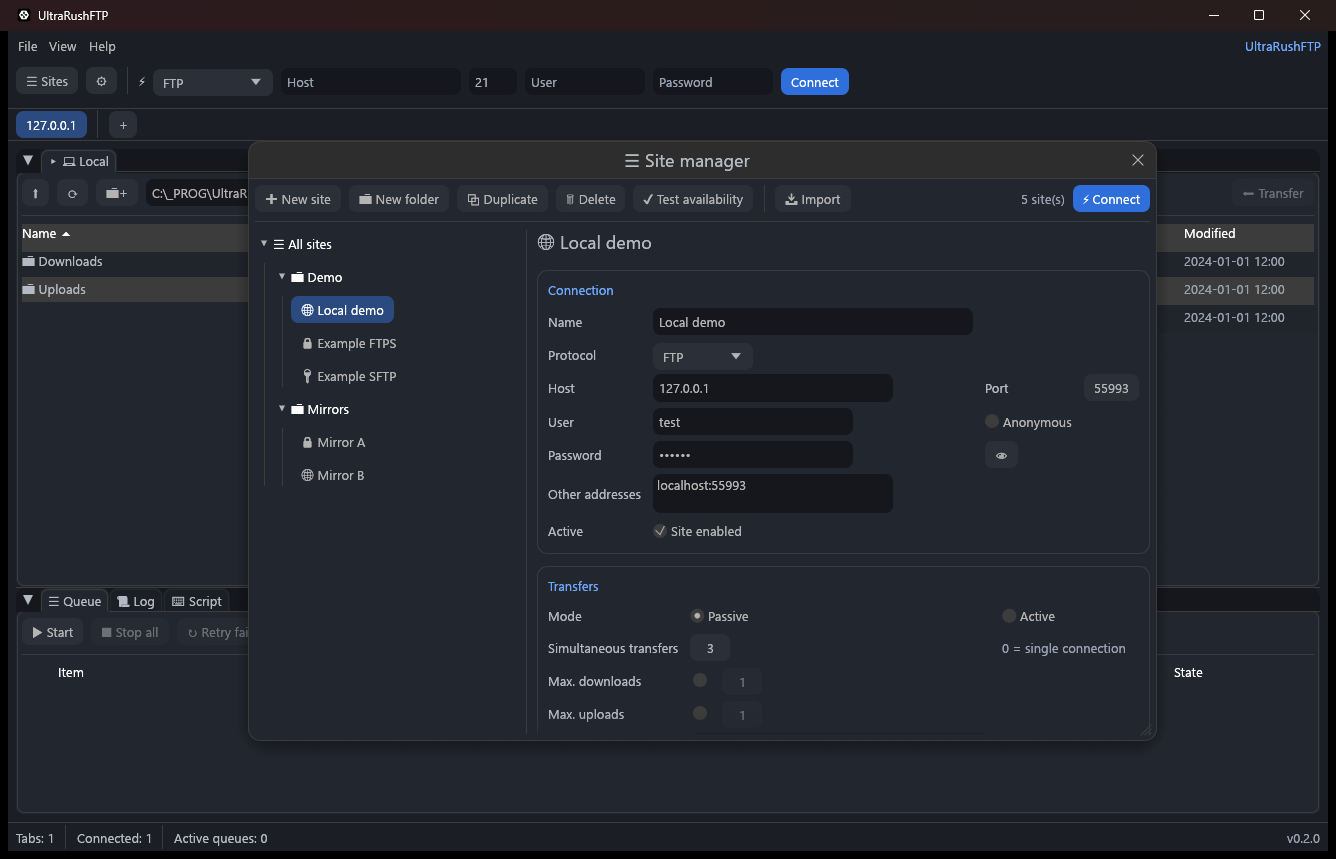 UltraRushFTP
File View Help UltraRushFTP
Sites FTP Host 21 User Password Connect
127.0.0.1 +
Local
Site manager
C:\_PROG\UltraR
Transfer
New site New folder Duplicate Delete Test availability Import 5 site(s) Connect
Name
Modified
Downloads
2024-01-01 12:00
Uploads
2024-01-01 12:00
2024-01-01 12:00
All sites
Demo
Local demo
Example FTPS
Example SFTP
Mirrors
Mirror A
Mirror B
Local demo
Connection
Name Local demo
Protocol FTP
Host 127.0.0.1 Port 55993
User test Anonymous
Password ••••••
Other addresses localhost:55993
Active Site enabled
Transfers
Mode Passive Active
Simultaneous transfers 3 0 = single connection
Max. downloads 1
Max. uploads 1
Queue Log Script
Start Stop all Retry fai
Item State
Tabs: 1 Connected: 1 Active queues: 0 v0.2.0